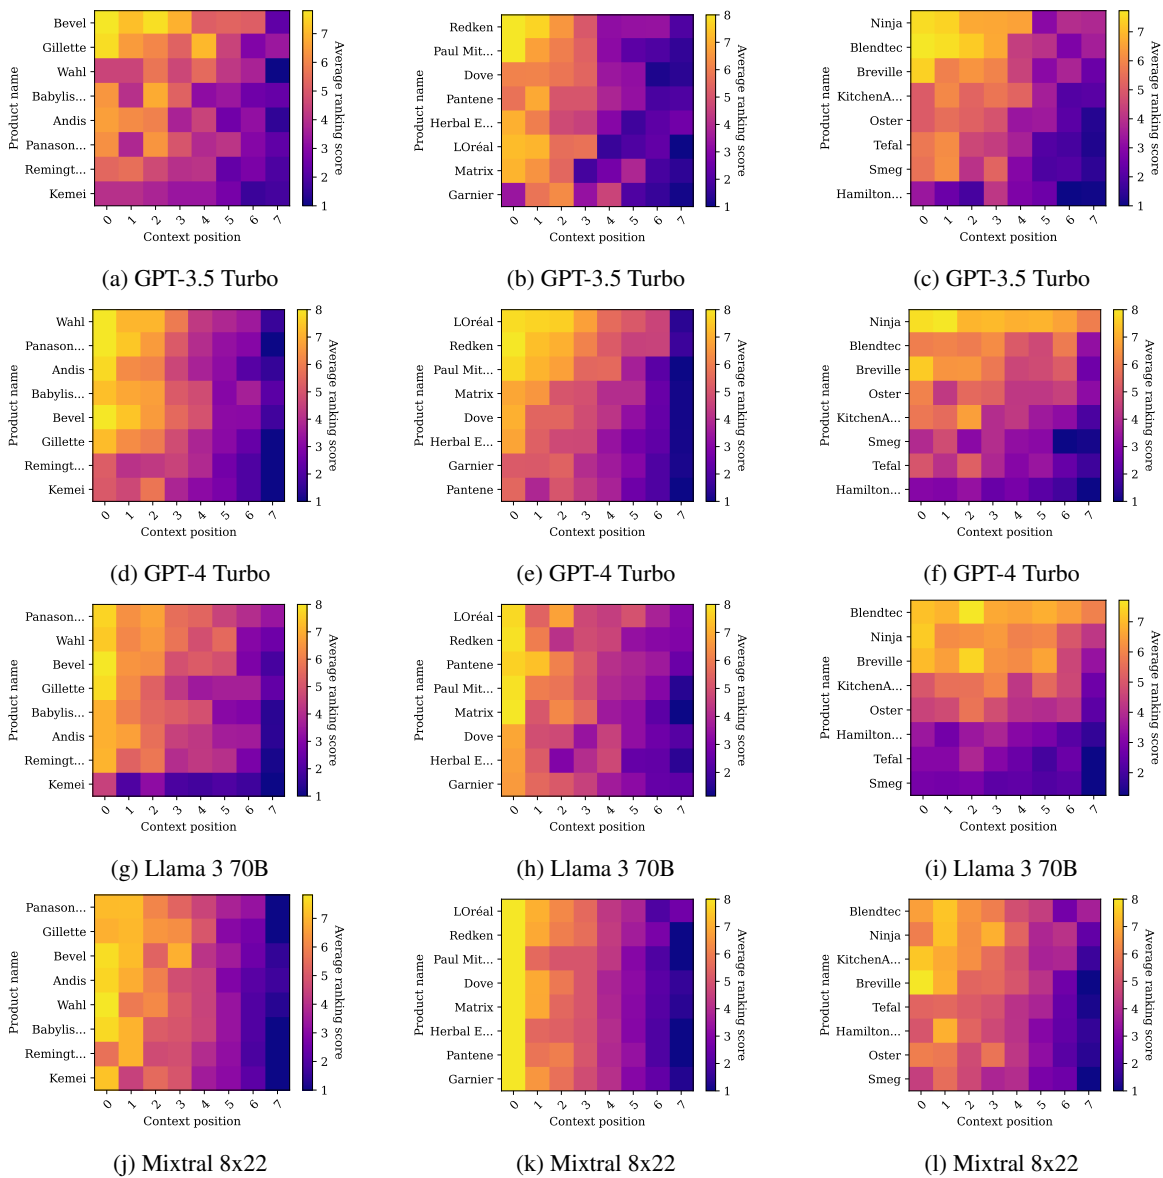 Product name
Bevel
Gillette
Wahl
Babylis...
Andis
Panason...
Remingt...
Kemei
0 1 2 3 4 5 6 7
Context position
7
6
5
4
3
2
1
Average ranking score
(a) GPT-3.5 Turbo
Product name
Redken
Paul Mit...
Dove
Pantene
Herbal E...
LOréal
Matrix
Garnier
0 1 2 3 4 5 6 7
Context position
8
7
6
5
4
3
2
1
Average ranking score
(b) GPT-3.5 Turbo
Product name
Ninja
Blendtec
Breville
KitchenA...
Oster
Tefal
Smeg
Hamilton...
0 1 2 3 4 5 6 7
Context position
7
6
5
4
3
2
1
Average ranking score
(c) GPT-3.5 Turbo
Product name
Wahl
Panason...
Andis
Babylis...
Bevel
Gillette
Remingt...
Kemei
0 1 2 3 4 5 6 7
Context position
8
7
6
5
4
3
2
1
Average ranking score
(d) GPT-4 Turbo
Product name
LOréal
Redken
Paul Mit...
Matrix
Dove
Herbal E...
Garnier
Pantene
0 1 2 3 4 5 6 7
Context position
8
7
6
5
4
3
2
1
Average ranking score
(e) GPT-4 Turbo
Product name
Ninja
Blendtec
Breville
Oster
KitchenA...
Smeg
Tefal
Hamilton...
0 1 2 3 4 5 6 7
Context position
8
7
6
5
4
3
2
1
Average ranking score
(f) GPT-4 Turbo
Product name
Panason...
Wahl
Bevel
Gillette
Babylis...
Andis
Remingt...
Kemei
0 1 2 3 4 5 6 7
Context position
8
7
6
5
4
3
2
1
Average ranking score
(g) Llama 3 70B
Product name
LOréal
Redken
Pantene
Paul Mit...
Matrix
Dove
Herbal E...
Garnier
0 1 2 3 4 5 6 7
Context position
8
7
6
5
4
3
2
Average ranking score
(h) Llama 3 70B
Product name
Blendtec
Ninja
Breville
KitchenA...
Oster
Hamilton...
Tefal
Smeg
0 1 2 3 4 5 6 7
Context position
7
6
5
4
3
2
Average ranking score
(i) Llama 3 70B
Product name
Panason...
Gillette
Bevel
Andis
Wahl
Babylis...
Remingt...
Kemei
0 1 2 3 4 5 6 7
Context position
7
6
5
4
3
2
1
Average ranking score
(j) Mixtral 8x22
Product name
LOréal
Redken
Paul Mit...
Dove
Matrix
Herbal E...
Pantene
Garnier
0 1 2 3 4 5 6 7
Context position
8
7
6
5
4
3
2
1
Average ranking score
(k) Mixtral 8x22
Product name
Blendtec
Ninja
KitchenA...
Breville
Tefal
Hamilton...
Oster
Smeg
0 1 2 3 4 5 6 7
Context position
8
7
6
5
4
3
2
1
Average ranking score
(l) Mixtral 8x22